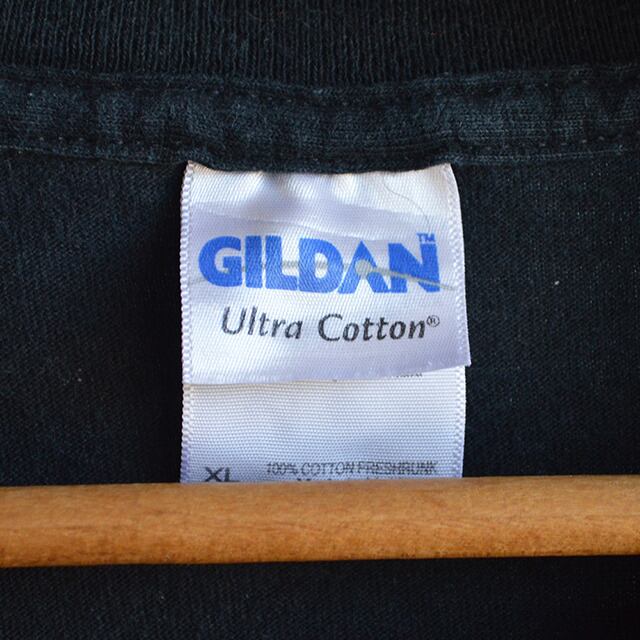 GILDAN™
Ultra Cotton®
XL 100% COTTON PRESHRUNK